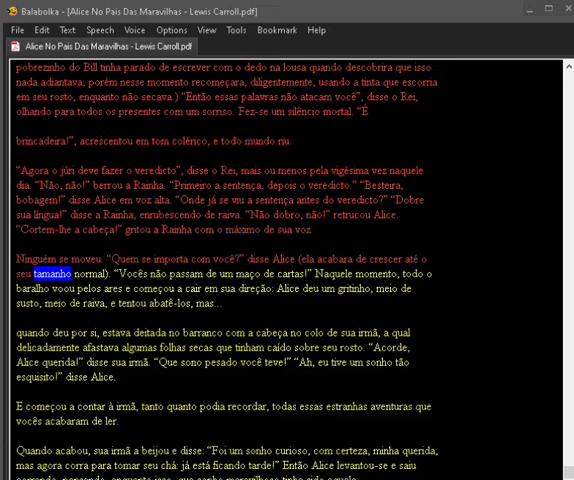 Balabolka - [Alice No Pais Das Maravilhas - Lewis Carroll.pdf]
File Edit Text Speech Voice Options View Bookmark Tools Help
Alice No Pais Das Maravilhas - Lewis Carroll.pdf
pobrezinho do Bill tinha parado de escrever com o dedo na lousa quando descobrira que isso
nada adiantava, porém nesse momento recomeçara, diligentemente, usando a tinta que escorria
em seu rosto, enquanto não secava.) “Então essas palavras não atacam você”, disse o Rei,
olhando para todos os presentes com um sorriso. Fez-se um silêncio mortal. “É
brincadeira!”, acrescentou em tom colérico, e todo mundo riu.
“Agora o júri deve fazer o veredicto”, disse o Rei, mais ou menos pela vigésima vez naquele
dia. “Não, não!” berrou a Rainha. “Primeiro a sentença, depois o veredicto.” “Besteira,
bobagem!” disse Alice em voz alta. “Onde já se viu a sentença antes do veredicto?” “Dobre
sua língua!” disse a Rainha, enrubescendo de raiva. “Não dobro, não!” retrucou Alice.
“Cortem-lhe a cabeça!” gritou a Rainha com o máximo de sua voz.
Ninguém se moveu. “Quem se importa com você?” disse Alice (ela acabara de crescer até o
seu tamanho normal). “Vocês não passam de um maço de cartas!” Naquele momento, todo o
baralho voou pelos ares e começou a cair em sua direção: Alice deu um gritinho, meio de
susto, meio de raiva, e tentou abatê-los, mas...
quando deu por si, estava deitada no barranco com a cabeça no colo de sua irmã, a qual
delicadamente afastava algumas folhas secas que tinham caído sobre seu rosto. “Acorde,
Alice querida!” disse sua irmã. “Que sono pesado você teve!” “Ah, eu tive um sonho tão
esquisito!” disse Alice.
E começou a contar à irmã, tanto quanto podia recordar, todas essas estranhas aventuras que
vocês acabaram de ler.
Quando acabou, sua irmã a beijou e disse: “Foi um sonho curioso, com certeza, minha querida;
mas agora corra para tomar seu chá: já está ficando tarde!” Então Alice levantou-se e saiu